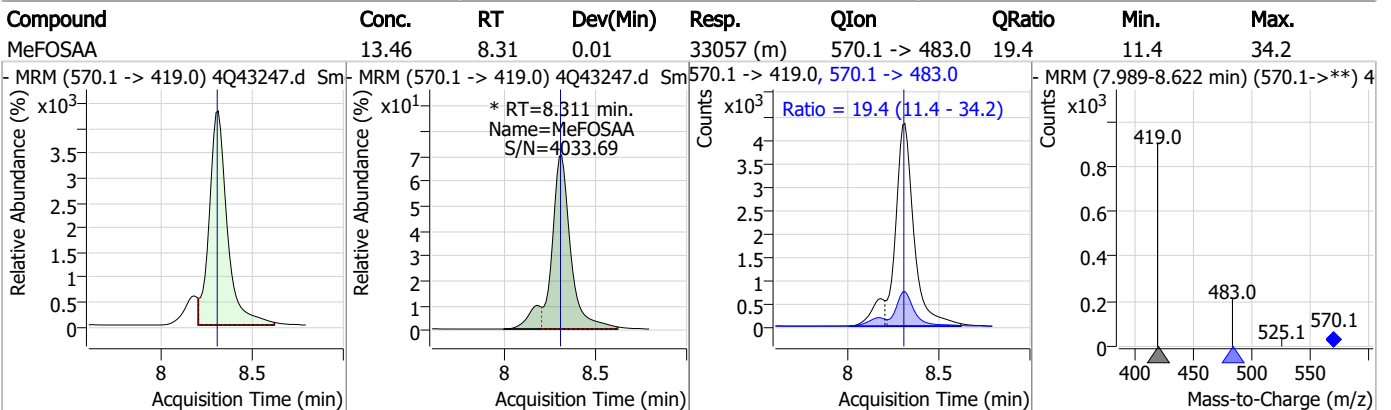 Compound Conc. RT Dev(Min) Resp. QIon QRatio Min. Max.
MeFOSAA 13.46 8.31 0.01 33057 (m) 570.1 -> 483.0 19.4 11.4 34.2
- MRM (570.1 -> 419.0) 4Q43247.d Sm
Relative Abundance (%)
x10³
3.5
3
2.5
2
1.5
1
0.5
0
8 8.5
Acquisition Time (min)
- MRM (570.1 -> 419.0) 4Q43247.d Sm
Relative Abundance (%)
x10¹
* RT=8.311 min.
Name=MeFOSAA
S/N=4033.69
7
6
5
4
3
2
1
0
8 8.5
Acquisition Time (min)
570.1 -> 419.0, 570.1 -> 483.0
Counts
x10³
Ratio = 19.4 (11.4 - 34.2)
4
3.5
3
2.5
2
1.5
1
0.5
0
8 8.5
Acquisition Time (min)
- MRM (7.989-8.622 min) (570.1->**) 4
Counts
x10³
419.0
0.8
0.6
0.4
483.0
0.2
525.1
570.1
0
400 450 500 550
Mass-to-Charge (m/z)